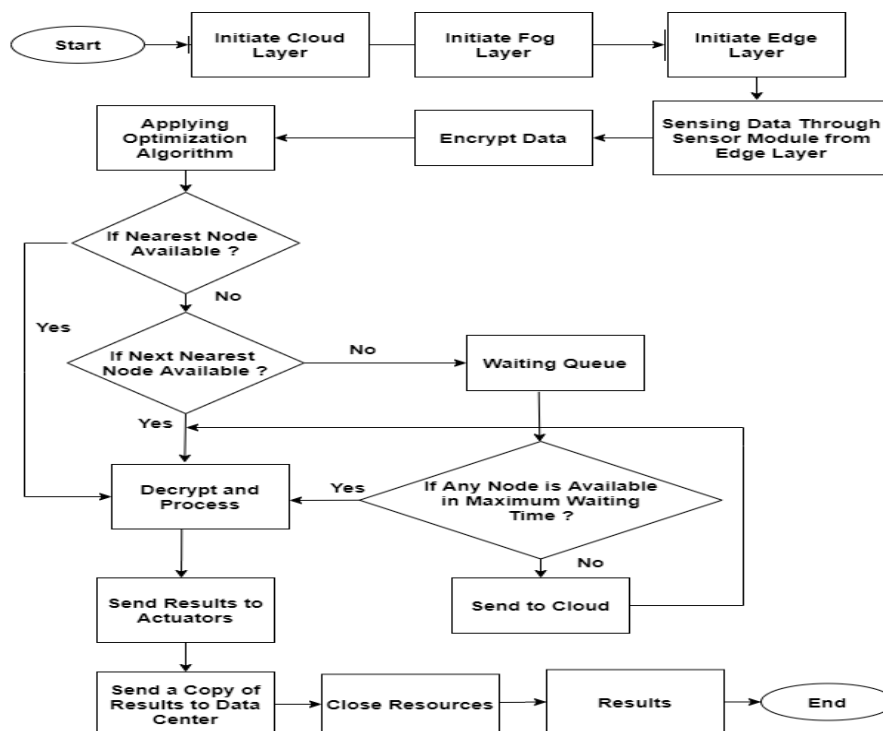 Start
Initiate Cloud
Layer
Initiate Fog
Layer
Initiate Edge
Layer
Sensing Data Through
Sensor Module from
Edge Layer
Encrypt Data
Applying
Optimization
Algorithm
If Nearest Node
Available ?
Yes
No
If Next Nearest
Node Available ?
No
Waiting Queue
Yes
If Any Node is Available
in Maximum Waiting
Time ?
Yes
Decrypt and
Process
No
Send to Cloud
Send Results to
Actuators
Send a Copy of
Results to Data
Center
Close Resources
Results
End